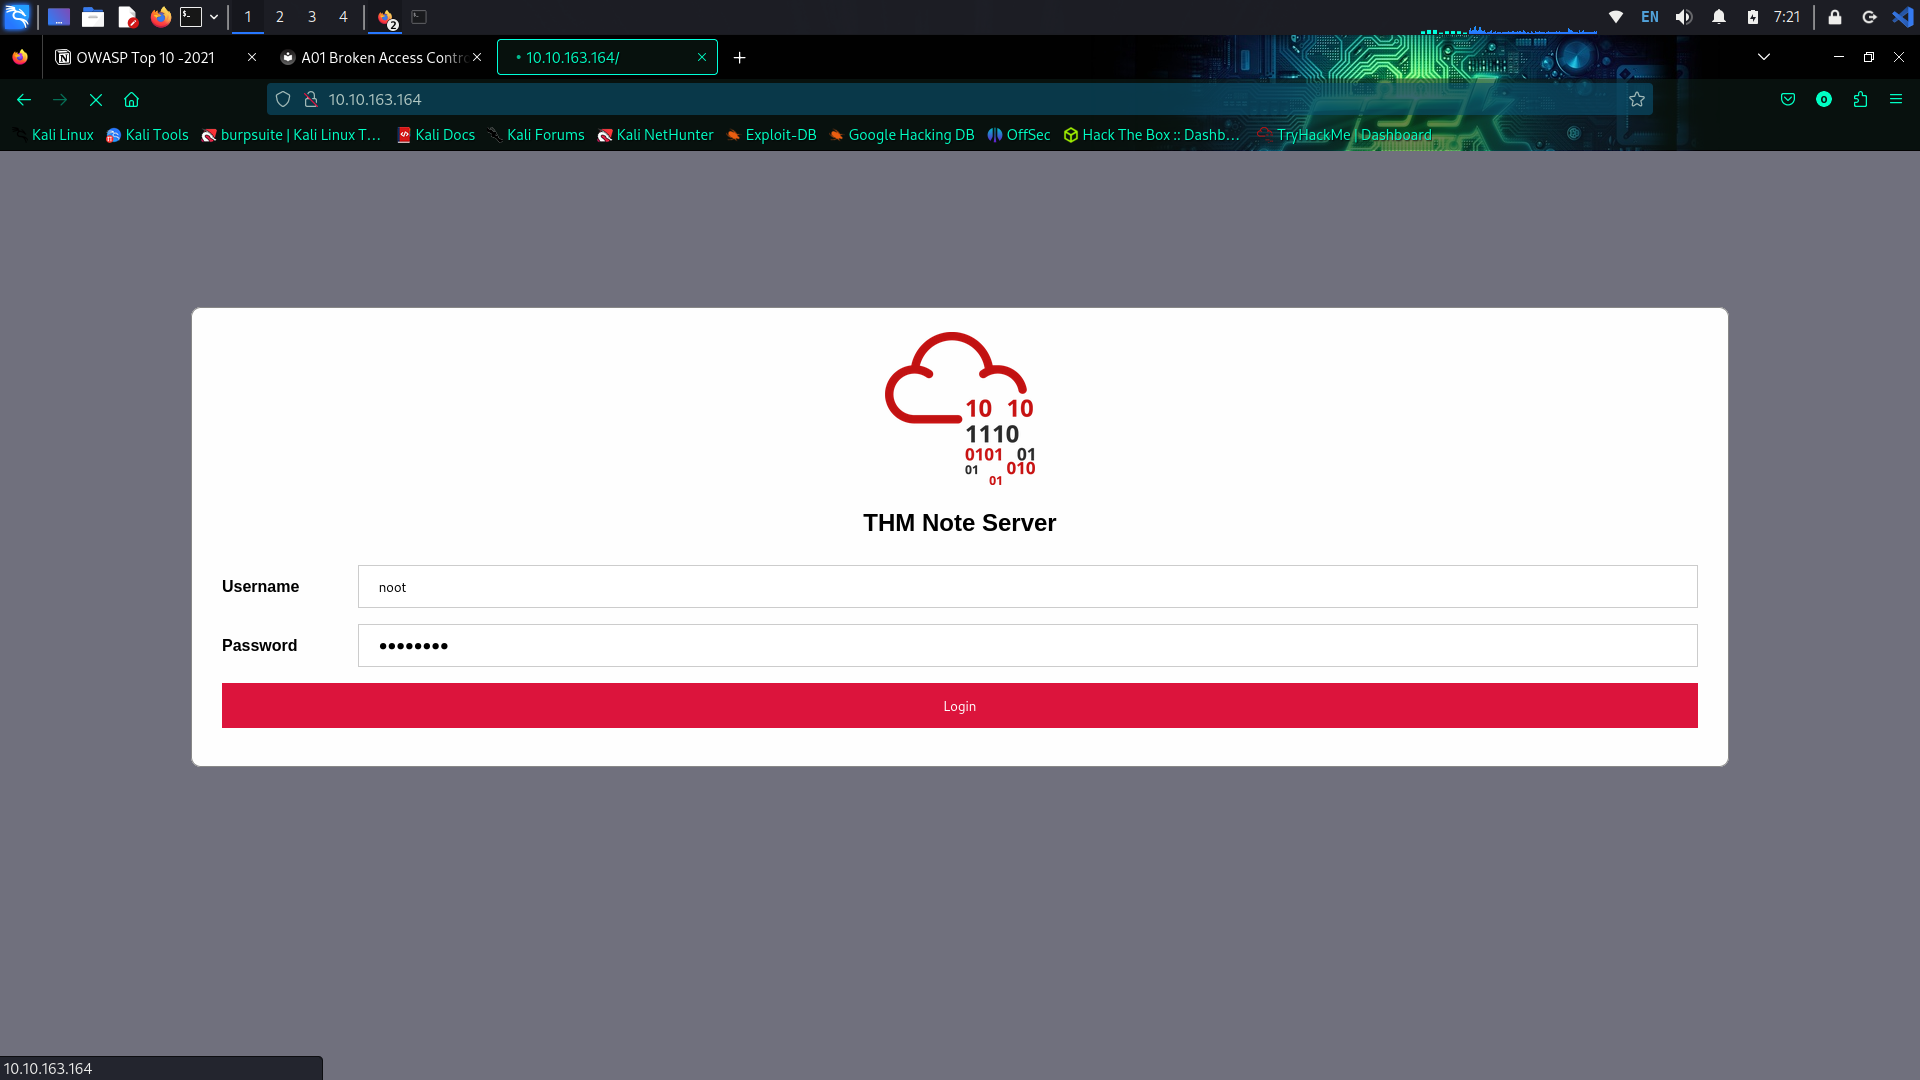 1 2 3 4 2 EN 7:21
OWASP Top 10 -2021 A01 Broken Access Contro 10.10.163.164/
10.10.163.164
Kali Linux Kali Tools burpsuite | Kali Linux T... Kali Docs Kali Forums Kali NetHunter Exploit-DB Google Hacking DB OffSec Hack The Box :: Dashb... TryHackMe | Dashboard
10 10
1110
0101 01
01 010
01
THM Note Server
Username noot
Password ●●●●●●●●
Login
10.10.163.164